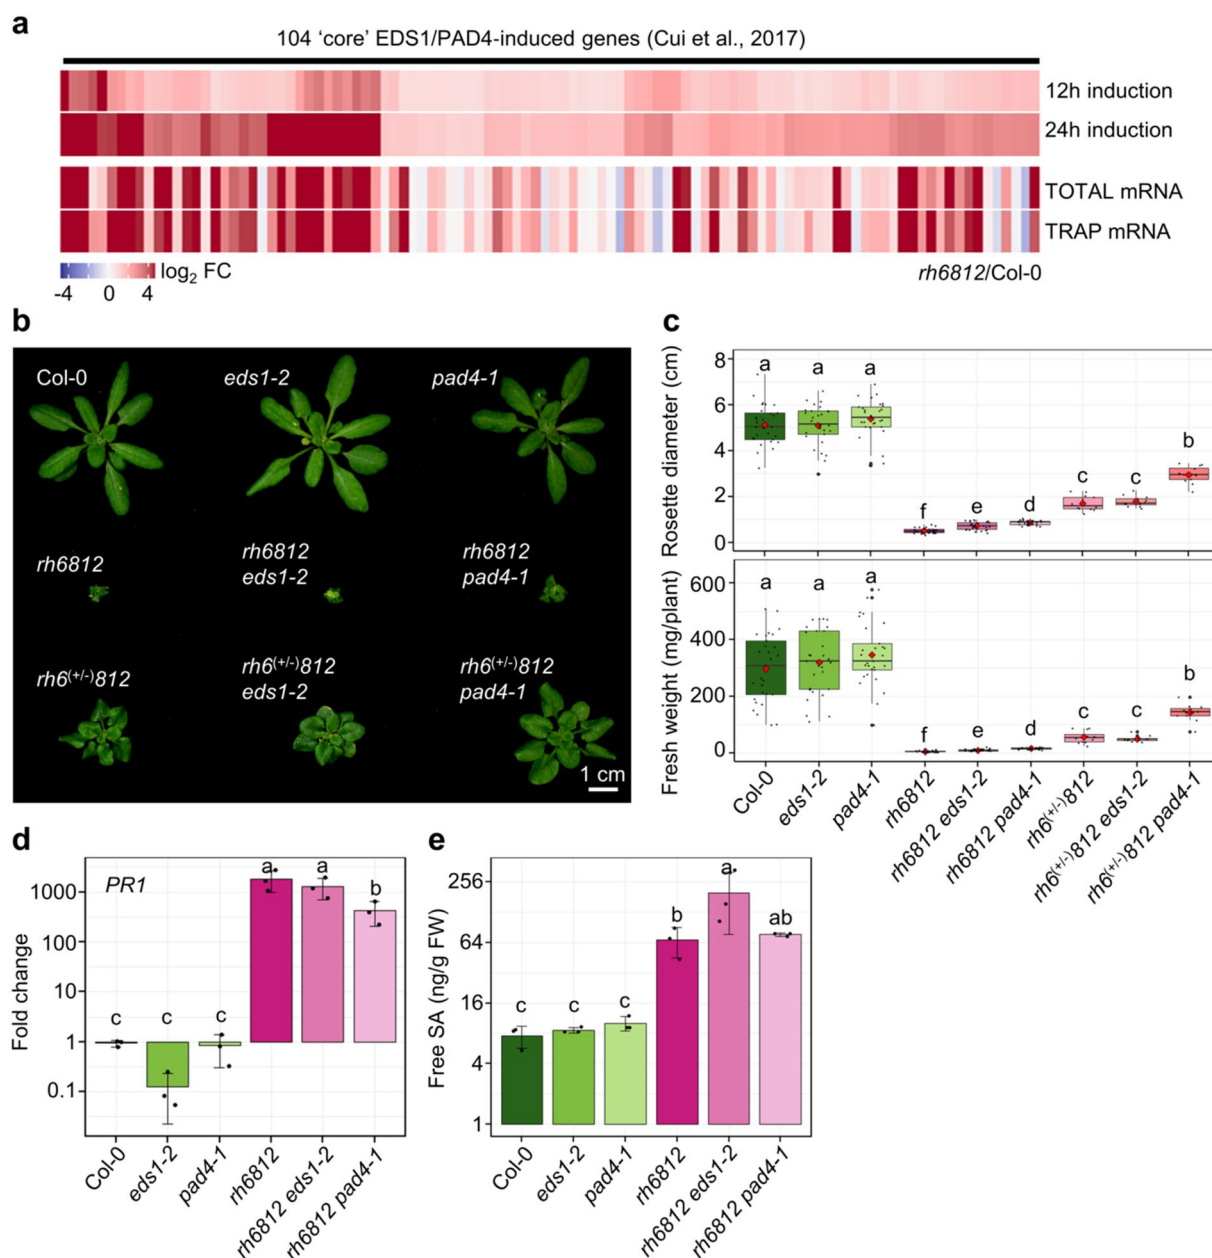 a
104 ‘core’ EDS1/PAD4-induced genes (Cui et al., 2017)
12h induction
24h induction
TOTAL mRNA
TRAP mRNA
log2 FC
-4 0 4
rh6812/Col-0
b
Col-0
eds1-2
pad4-1
rh6812
rh6812
eds1-2
rh6812
pad4-1
rh6(+/-)812
rh6(+/-)812
eds1-2
rh6(+/-)812
pad4-1
1 cm
c
Rosette diameter (cm)
8
6
4
2
0
a a a f e d c c b
Fresh weight (mg/plant)
600
400
200
0
a a a f e d c c b
Col-0
eds1-2
pad4-1
rh6812
rh6812 eds1-2
rh6812 pad4-1
rh6(+/-)812
rh6(+/-)812 eds1-2
rh6(+/-)812 pad4-1
d
PR1
Fold change
1000
100
10
1
0.1
c c c a a b
Col-0
eds1-2
pad4-1
rh6812
rh6812 eds1-2
rh6812 pad4-1
e
Free SA (ng/g FW)
256
64
16
4
1
c c c b a ab
Col-0
eds1-2
pad4-1
rh6812
rh6812 eds1-2
rh6812 pad4-1